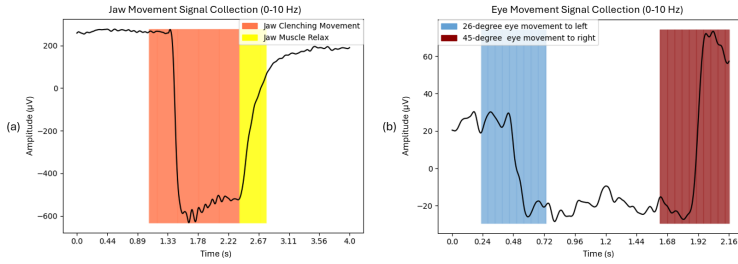 Jaw Movement Signal Collection (0-10 Hz)
Jaw Clenching Movement
Jaw Muscle Relax
200
0
−200
−400
−600
Amplitude (µV)
(a)
0.0 0.44 0.89 1.33 1.78 2.22 2.67 3.11 3.56 4.0
Time (s)
Eye Movement Signal Collection (0-10 Hz)
26-degree eye movement to left
45-degree  eye movement to right
60
40
20
0
−20
Amplitude (µV)
(b)
0.0 0.24 0.48 0.72 0.96 1.2 1.44 1.68 1.92 2.16
Time (s)